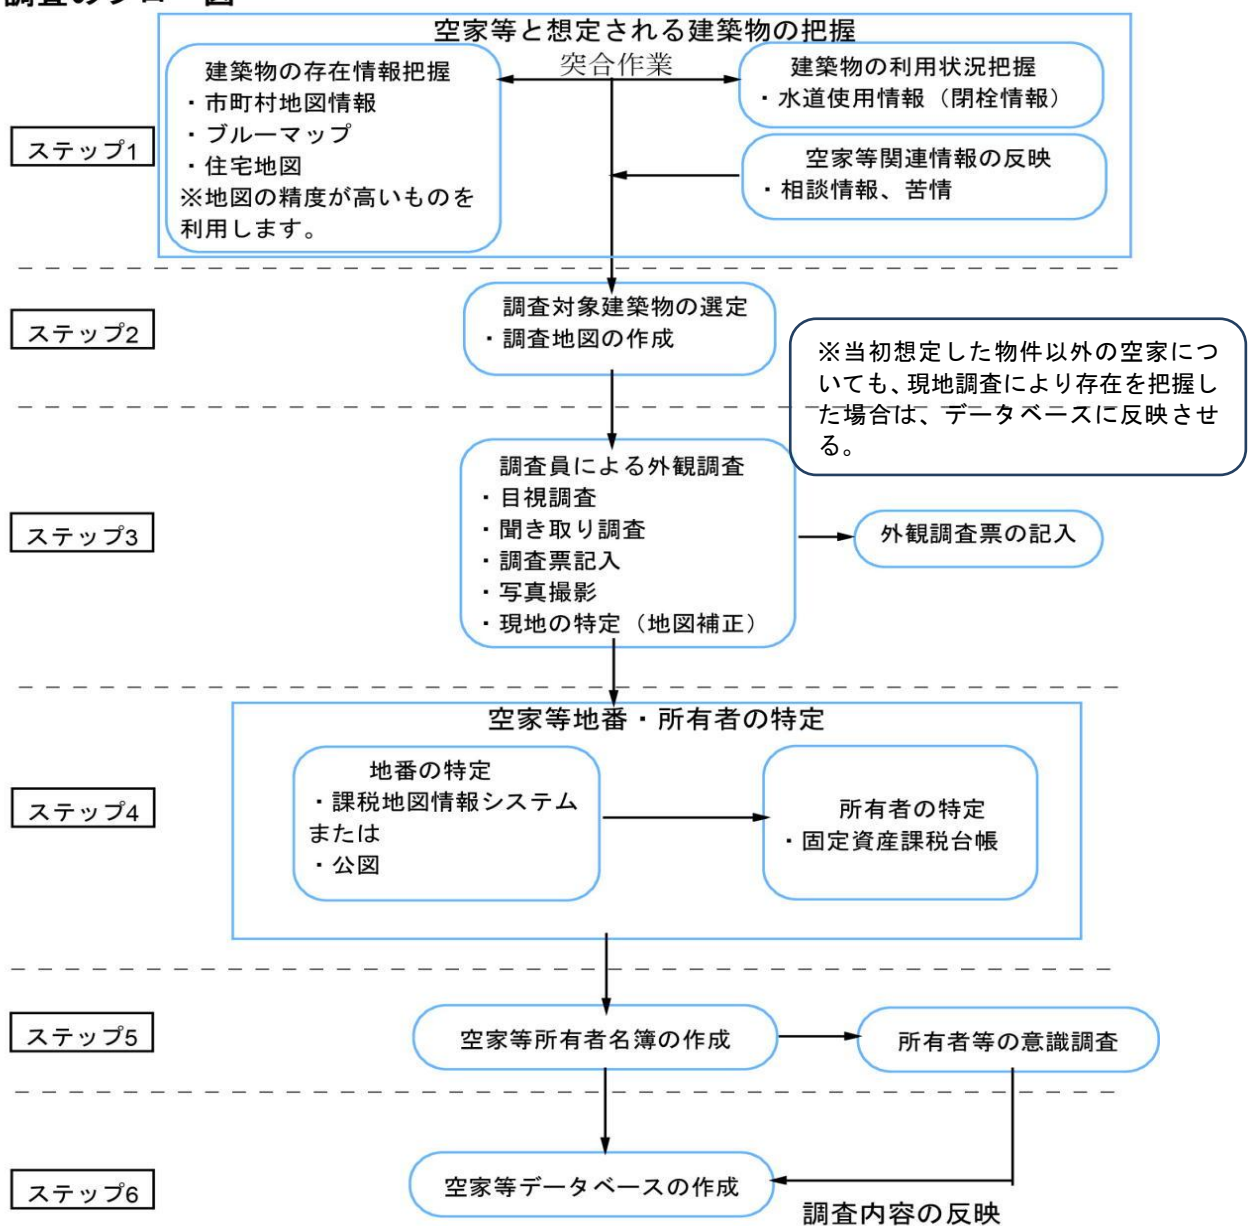 調査のフロー図
空家等と想定される建築物の把握
突合作業
ステップ1
建築物の存在情報把握
・市町村地図情報
・ブルーマップ
・住宅地図
※地図の精度が高いものを
利用します。
建築物の利用状況把握
・水道使用情報（閉栓情報）
空家等関連情報の反映
・相談情報、苦情
ステップ2
調査対象建築物の選定
・調査地図の作成
※当初想定した物件以外の空家につ
いても、現地調査により存在を把握し
た場合は、データベースに反映させ
る。
ステップ3
調査員による外観調査
・目視調査
・聞き取り調査
・調査票記入
・写真撮影
・現地の特定（地図補正）
外観調査票の記入
空家等地番・所有者の特定
ステップ4
地番の特定
・課税地図情報システム
または
・公図
所有者の特定
・固定資産課税台帳
ステップ5
空家等所有者名簿の作成
所有者等の意識調査
ステップ6
空家等データベースの作成
調査内容の反映